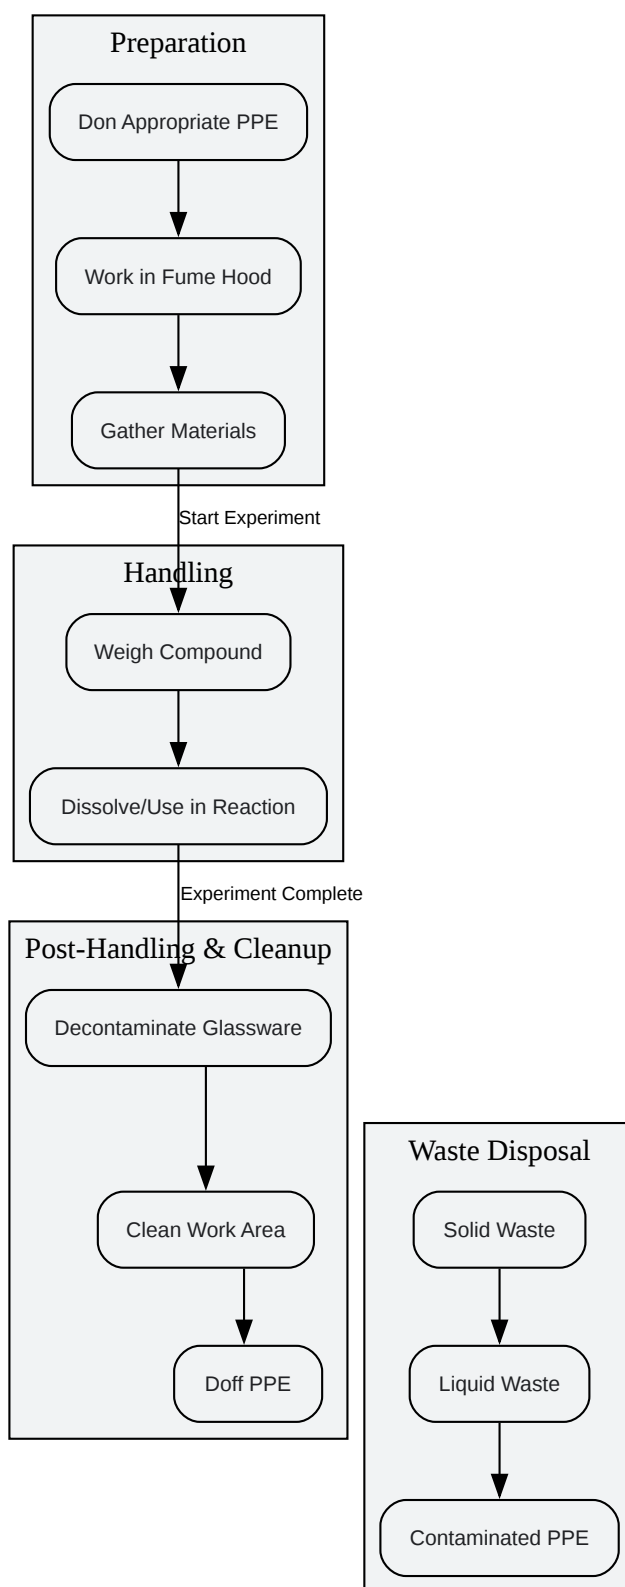 Preparation
Don Appropriate PPE
Work in Fume Hood
Gather Materials
Start Experiment
Handling
Weigh Compound
Dissolve/Use in Reaction
Experiment Complete
Post-Handling & Cleanup
Decontaminate Glassware
Clean Work Area
Doff PPE
Waste Disposal
Solid Waste
Liquid Waste
Contaminated PPE